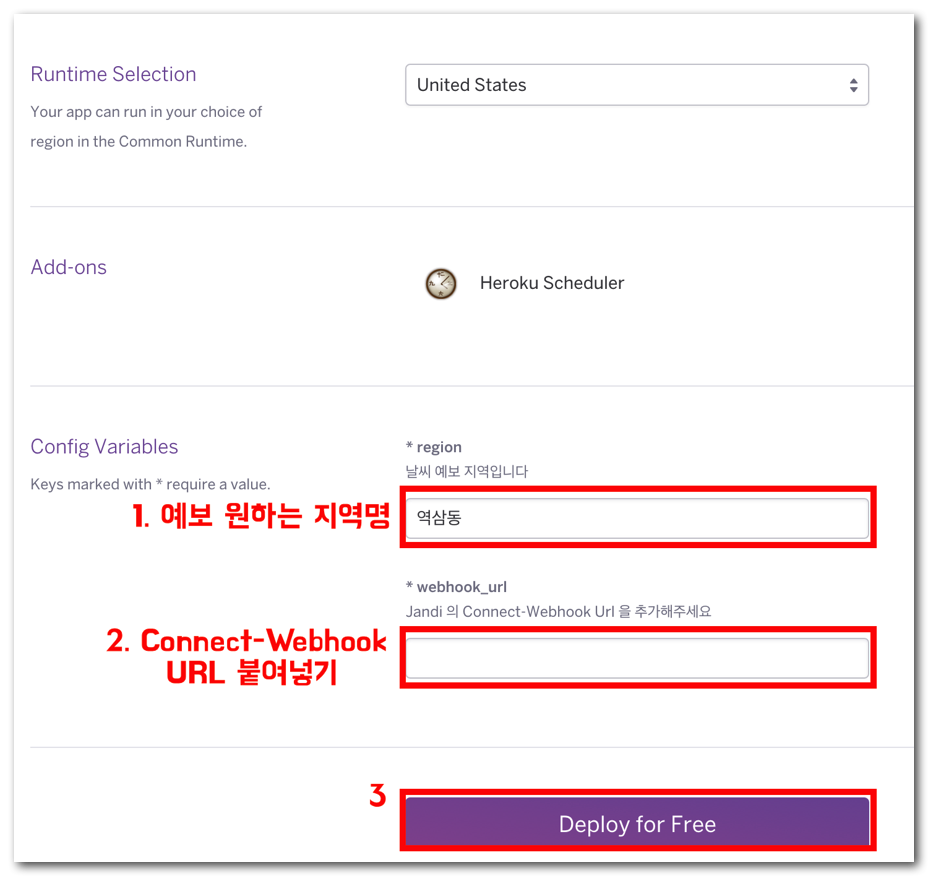 Runtime Selection
United States
Your app can run in your choice of
region in the Common Runtime.
Add-ons
Heroku Scheduler
Config Variables
* region
날씨 예보 지역입니다
Keys marked with * require a value.
1. 예보 원하는 지역명
역삼동
* webhook_url
Jandi 의 Connect-Webhook Url 을 추가해주세요
2. Connect-Webhook
URL 붙여넣기
3
Deploy for Free